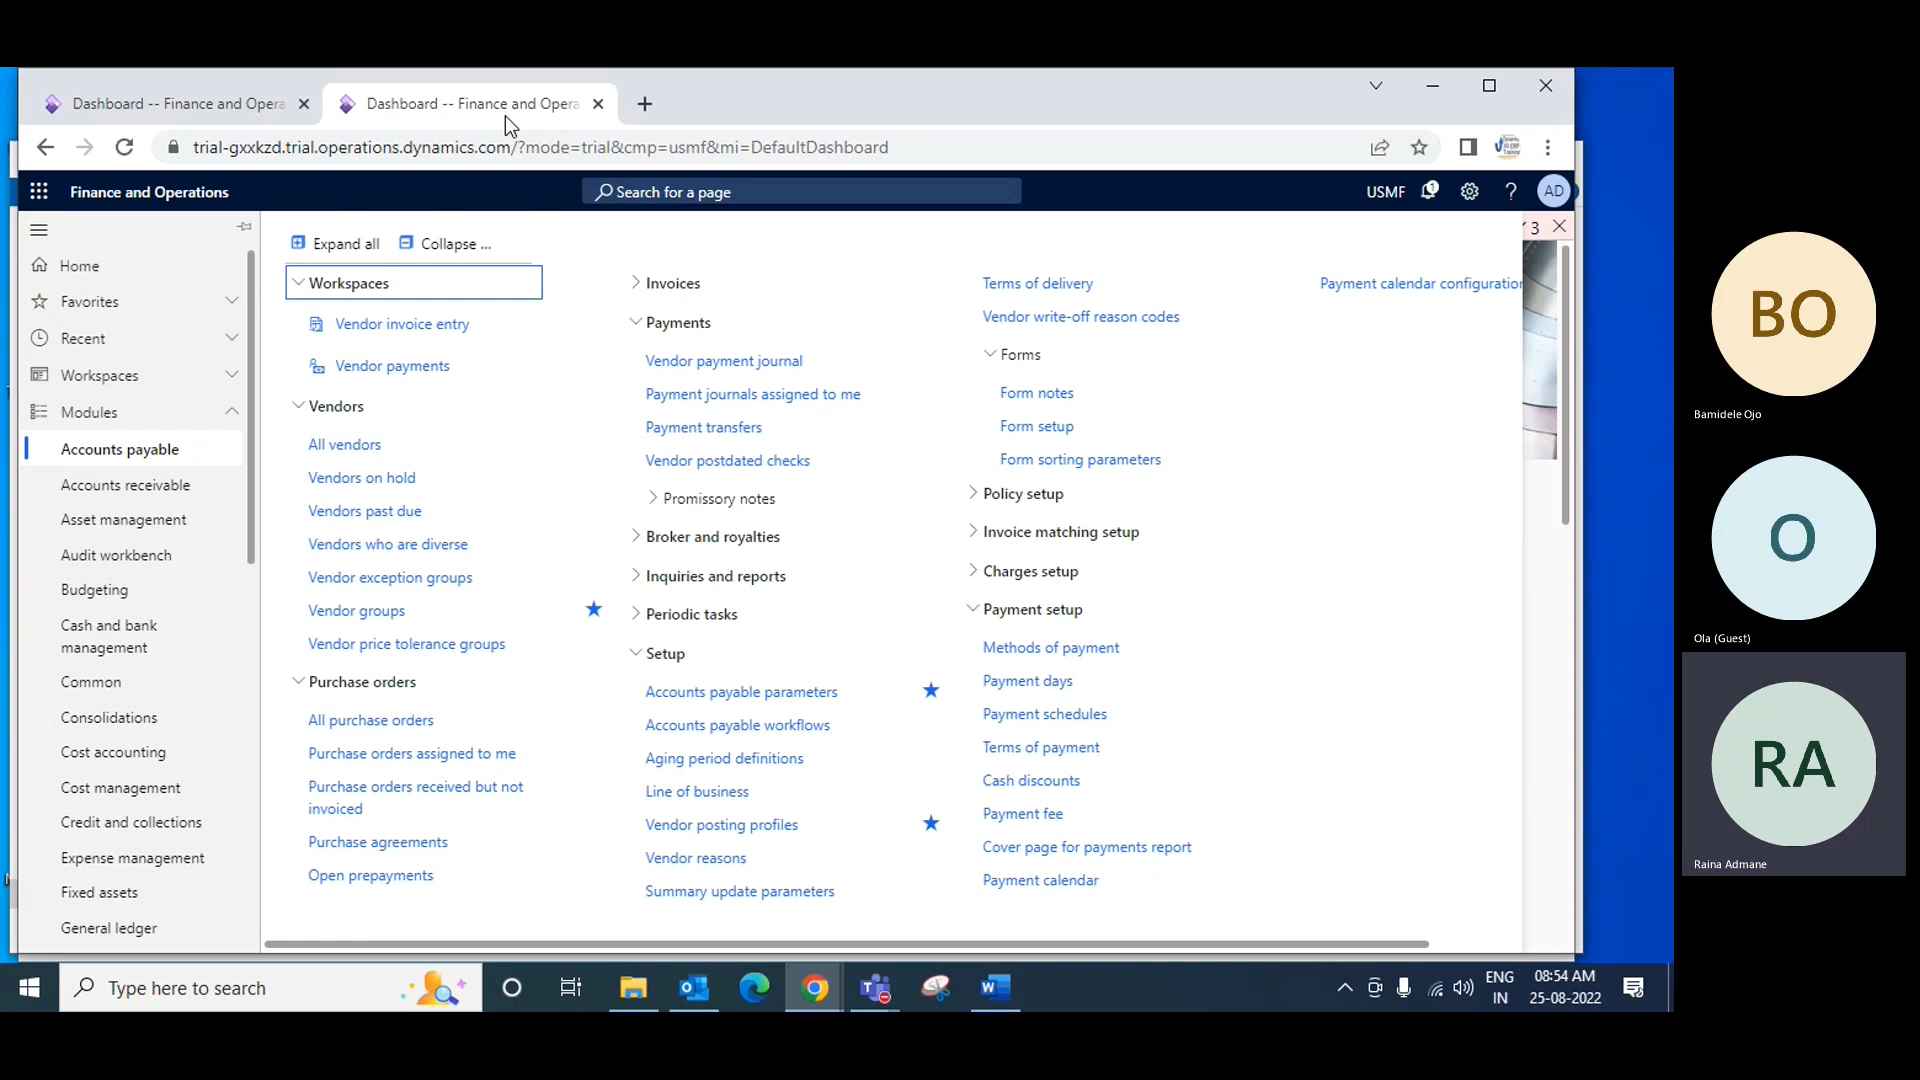 Dashboard -- Finance and Opera
Dashboard -- Finance and Opera
trial-gxxkzd.trial.operations.dynamics.com/?mode=trial&cmp=usmf&mi=DefaultDashboard
Finance and Operations
Search for a page
USMF
1
?
AD
3
Home
Favorites
Recent
Workspaces
Modules
Accounts payable
Accounts receivable
Asset management
Audit workbench
Budgeting
Cash and bank
management
Common
Consolidations
Cost accounting
Cost management
Credit and collections
Expense management
Fixed assets
General ledger
Expand all
Collapse ...
Workspaces
Vendor invoice entry
Vendor payments
Vendors
All vendors
Vendors on hold
Vendors past due
Vendors who are diverse
Vendor exception groups
Vendor groups
Vendor price tolerance groups
Purchase orders
All purchase orders
Purchase orders assigned to me
Purchase orders received but not
invoiced
Purchase agreements
Open prepayments
Invoices
Payments
Vendor payment journal
Payment journals assigned to me
Payment transfers
Vendor postdated checks
Promissory notes
Broker and royalties
Inquiries and reports
Periodic tasks
Setup
Accounts payable parameters
Accounts payable workflows
Aging period definitions
Line of business
Vendor posting profiles
Vendor reasons
Summary update parameters
Terms of delivery
Vendor write-off reason codes
Forms
Form notes
Form setup
Form sorting parameters
Policy setup
Invoice matching setup
Charges setup
Payment setup
Methods of payment
Payment days
Payment schedules
Terms of payment
Cash discounts
Payment fee
Cover page for payments report
Payment calendar
Payment calendar configuration
BO
Bamidele Ojo
O
Ola (Guest)
RA
Raina Admane
Type here to search
ENG
IN
08:54 AM
25-08-2022